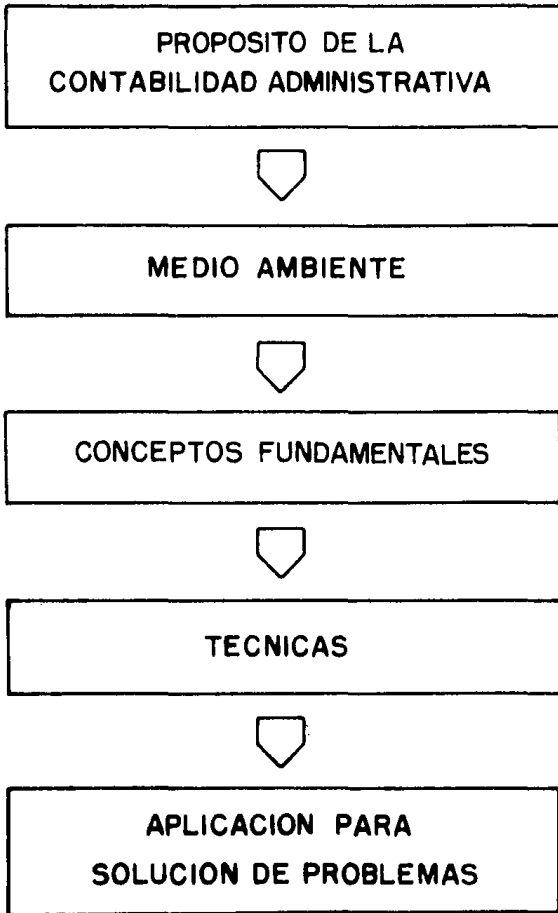 PROPOSITO DE LA
CONTABILIDAD ADMINISTRATIVA
MEDIO AMBIENTE
CONCEPTOS FUNDAMENTALES
TECNICAS
APLICACION PARA
SOLUCION DE PROBLEMAS